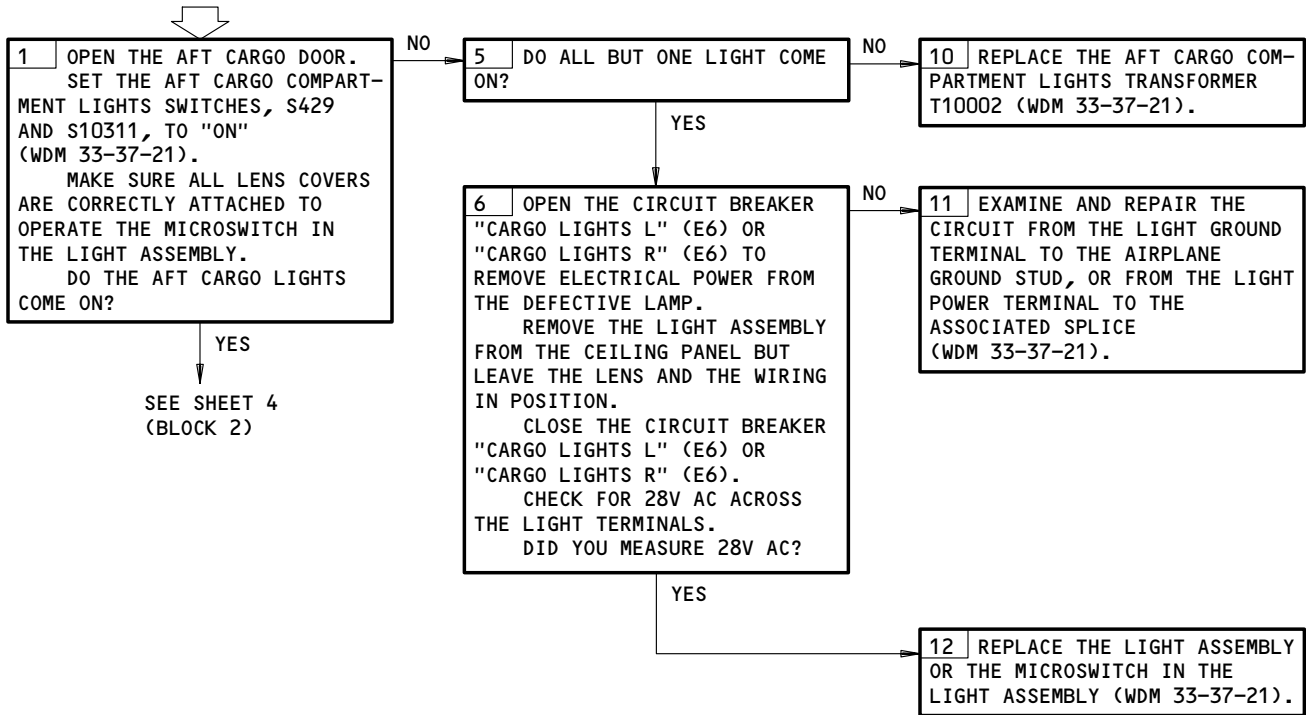 1 OPEN THE AFT CARGO DOOR.
SET THE AFT CARGO COMPART-
MENT LIGHTS SWITCHES, S429
AND S10311, TO "ON"
(WDM 33-37-21).
MAKE SURE ALL LENS COVERS
ARE CORRECTLY ATTACHED TO
OPERATE THE MICROSWITCH IN
THE LIGHT ASSEMBLY.
DO THE AFT CARGO LIGHTS
COME ON?
NO
YES
SEE SHEET 4
(BLOCK 2)
5 DO ALL BUT ONE LIGHT COME
ON?
NO
YES
10 REPLACE THE AFT CARGO COM-
PARTMENT LIGHTS TRANSFORMER
T10002 (WDM 33-37-21).
6 OPEN THE CIRCUIT BREAKER
"CARGO LIGHTS L" (E6) OR
"CARGO LIGHTS R" (E6) TO
REMOVE ELECTRICAL POWER FROM
THE DEFECTIVE LAMP.
REMOVE THE LIGHT ASSEMBLY
FROM THE CEILING PANEL BUT
LEAVE THE LENS AND THE WIRING
IN POSITION.
CLOSE THE CIRCUIT BREAKER
"CARGO LIGHTS L" (E6) OR
"CARGO LIGHTS R" (E6).
CHECK FOR 28V AC ACROSS
THE LIGHT TERMINALS.
DID YOU MEASURE 28V AC?
NO
YES
11 EXAMINE AND REPAIR THE
CIRCUIT FROM THE LIGHT GROUND
TERMINAL TO THE AIRPLANE
GROUND STUD, OR FROM THE LIGHT
POWER TERMINAL TO THE
ASSOCIATED SPLICE
(WDM 33-37-21).
12 REPLACE THE LIGHT ASSEMBLY
OR THE MICROSWITCH IN THE
LIGHT ASSEMBLY (WDM 33-37-21).